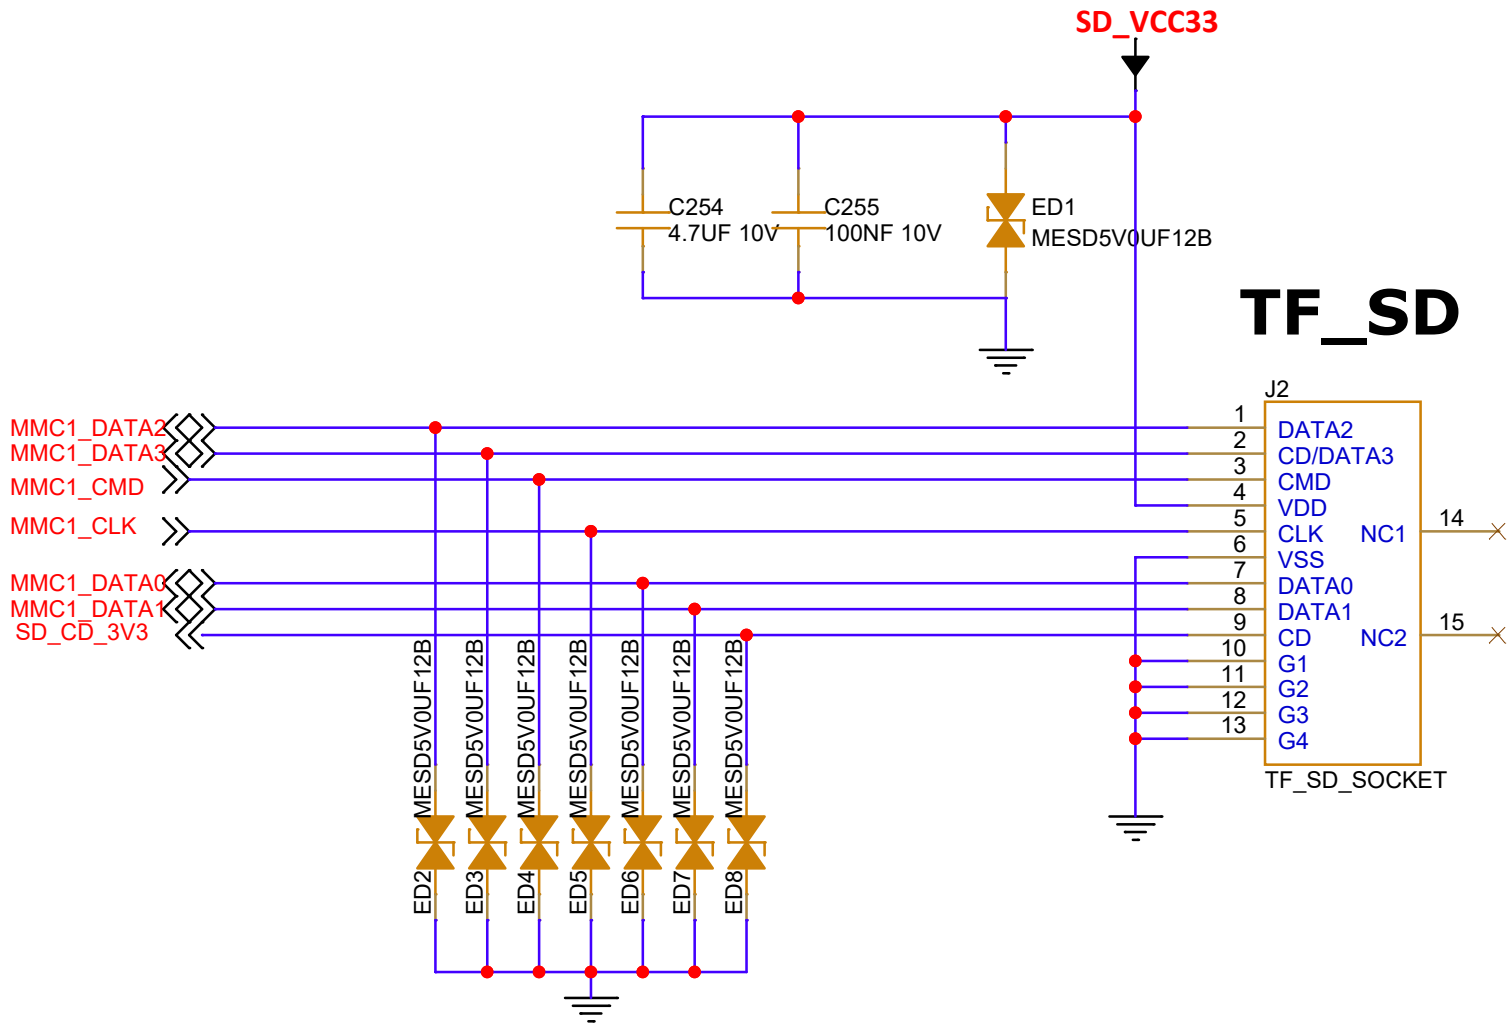 SD_VCC33
C254
4.7UF 10V
C255
100NF 10V
ED1
MESD5V0UF12B
TF_SD
J2
MMC1_DATA2
1
DATA2
MMC1_DATA3
2
CD/DATA3
MMC1_CMD
3
CMD
4
VDD
MMC1_CLK
5
CLK
NC1
14
6
VSS
MMC1_DATA0
7
DATA0
MMC1_DATA1
8
DATA1
SD_CD_3V3
9
CD
NC2
15
10
G1
11
G2
12
G3
13
G4
TF_SD_SOCKET
MESD5V0UF12B
MESD5V0UF12B
MESD5V0UF12B
MESD5V0UF12B
MESD5V0UF12B
MESD5V0UF12B
MESD5V0UF12B
ED2
ED3
ED4
ED5
ED6
ED7
ED8